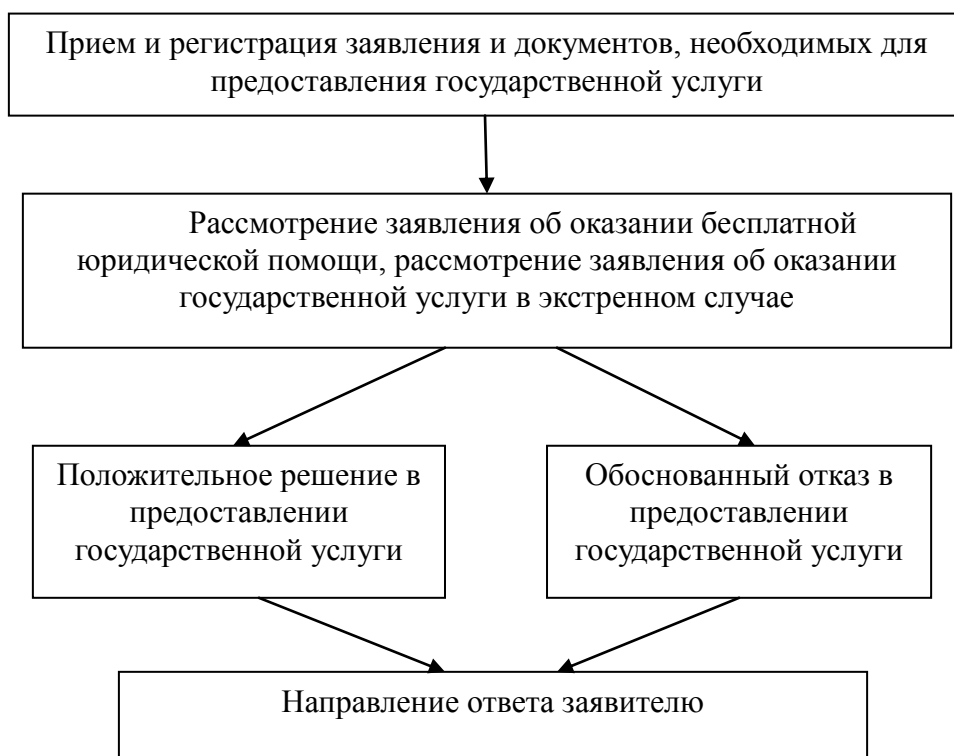 Прием и регистрация заявления и документов, необходимых для
предоставления государственной услуги
Рассмотрение заявления об оказании бесплатной
юридической помощи, рассмотрение заявления об оказании
государственной услуги в экстренном случае
Положительное решение в
предоставлении
государственной услуги
Обоснованный отказ в
предоставлении
государственной услуги
Направление ответа заявителю